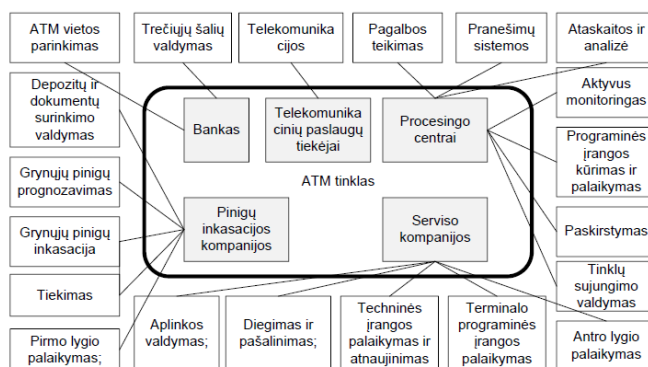 ATM vietos
parinkimas
Trečiųjų šalių
valdymas
Telekomunika
cijos
Pagalbos
teikimas
Pranešimų
sistemos
Ataskaitos ir
analizė
Depozitų ir
dokumentų
surinkimo
valdymas
Bankas
Telekomunika
cinių paslaugų
tiekėjai
Procesingo
centrai
Aktyvus
monitoringas
Grynųjų pinigų
prognozavimas
ATM tinklas
Programinės
įrangos
kūrimas ir
palaikymas
Grynųjų pinigų
inkasacija
Pinigų
inkasacijos
kompanijos
Serviso
kompanijos
Paskirstymas
Tiekimas
Tinklų
sujungimo
valdymas
Pirmo lygio
palaikymas;
Aplinkos
valdymas;
Diegimas ir
pašalinimas;
Techninės
įrangos
palaikymas ir
atnaujinimas
Terminalo
programinės
įrangos
palaikymas
Antro lygio
palaikymas